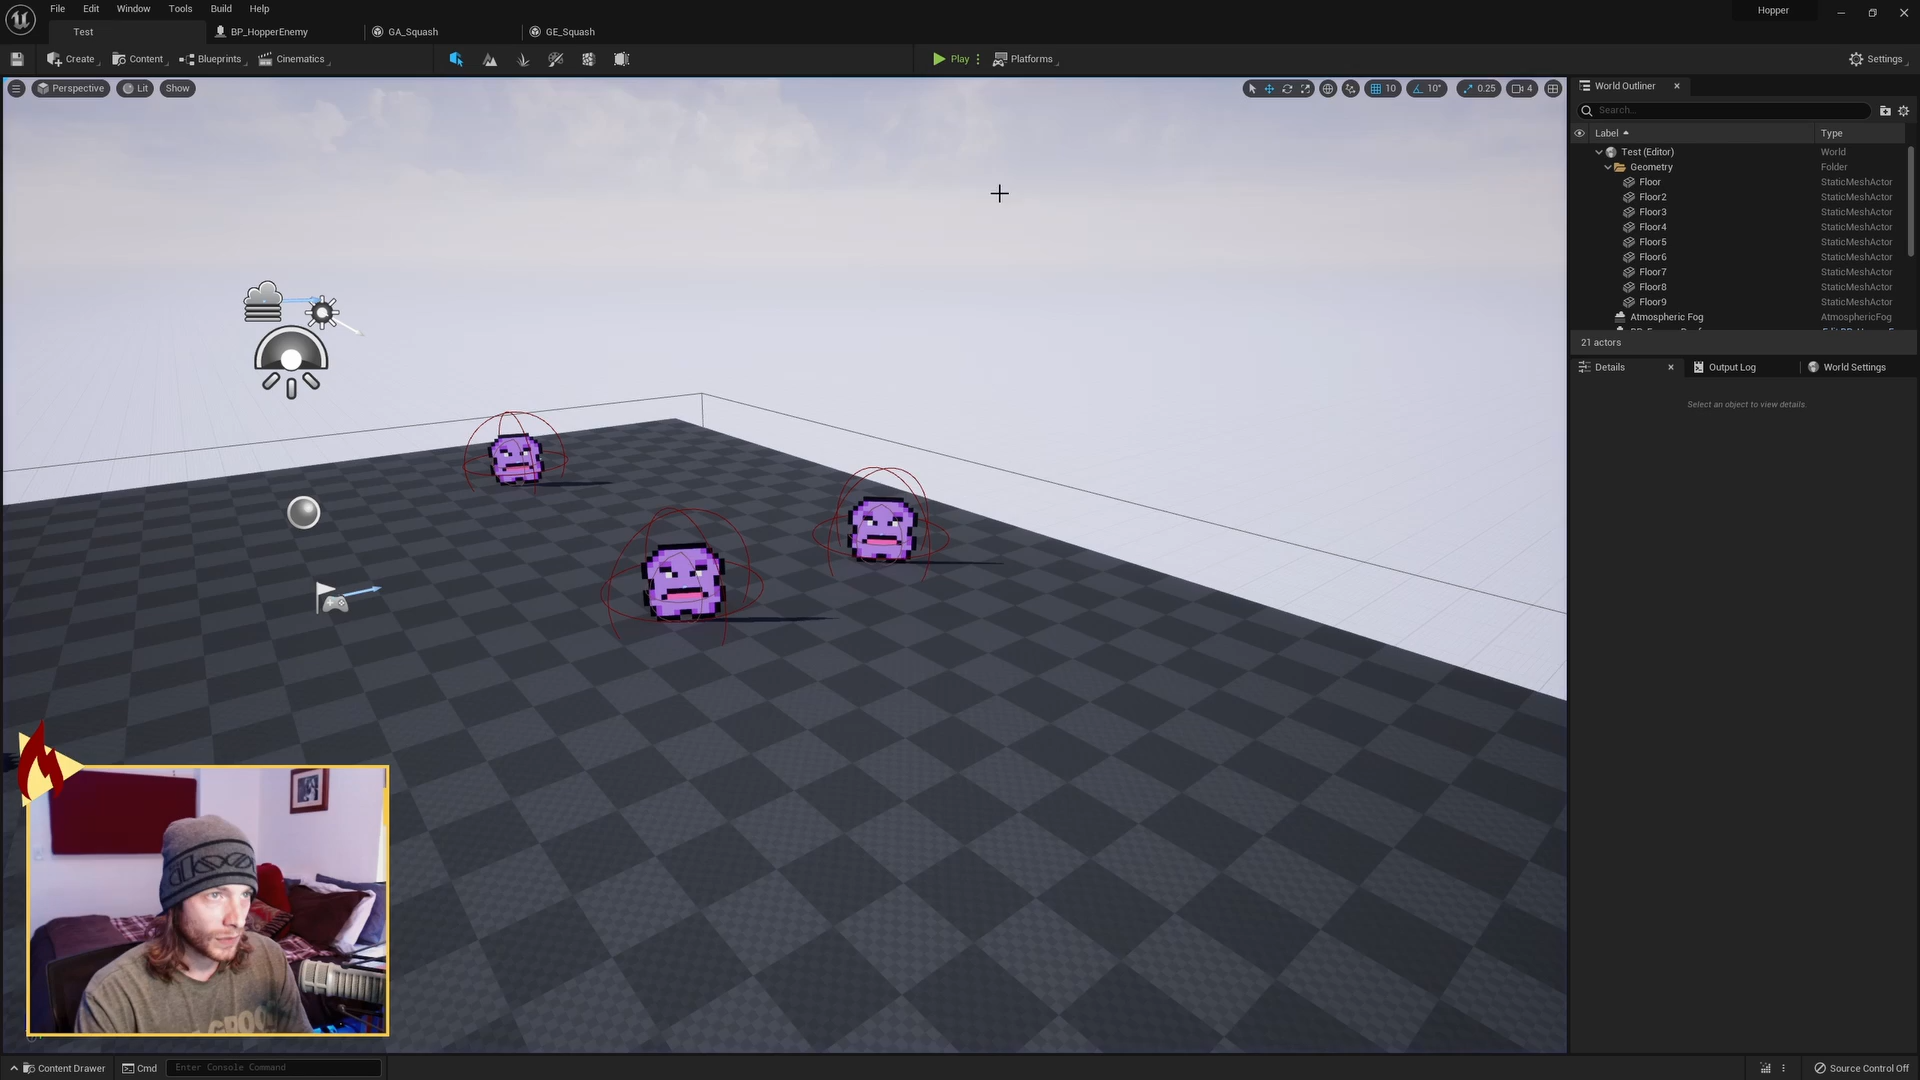 File Edit Window Tools Build Help
Hopper
Test BP_HopperEnemy GA_Squash GE_Squash
Create Content Blueprints Cinematics Play Platforms Settings
Perspective Lit Show
10 10° 0.25 4
World Outliner
Search...
Label Type
Test (Editor) World
Geometry Folder
Floor StaticMeshActor
Floor2 StaticMeshActor
Floor3 StaticMeshActor
Floor4 StaticMeshActor
Floor5 StaticMeshActor
Floor6 StaticMeshActor
Floor7 StaticMeshActor
Floor8 StaticMeshActor
Floor9 StaticMeshActor
Atmospheric Fog AtmosphericFog
21 actors
Details Output Log World Settings
Select an object to view details.
Content Drawer Cmd Enter Console Command Source Control Off